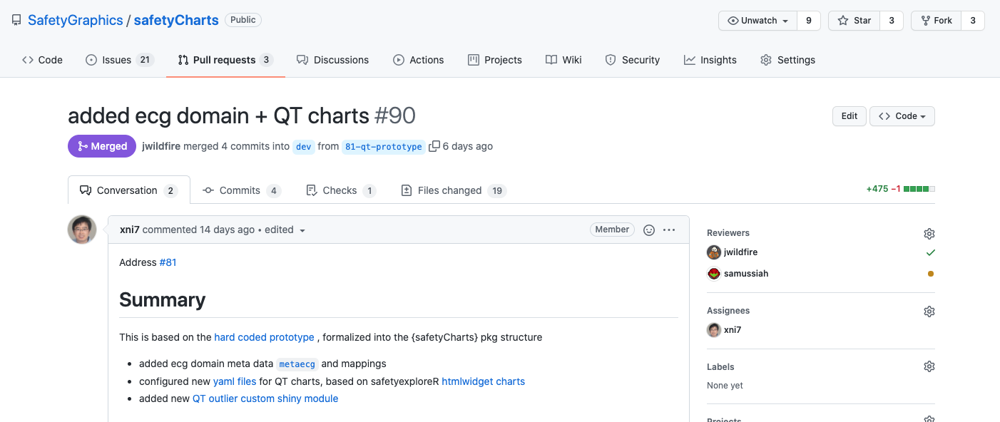 SafetyGraphics / safetyCharts Public Unwatch 9 Star 3 Fork 3
Code Issues 21 Pull requests 3 Discussions Actions Projects Wiki Security Insights Settings
added ecg domain + QT charts #90 Edit Code
Merged jwildfire merged 4 commits into dev from 81-qt-prototype 6 days ago
Conversation 2 Commits 4 Checks 1 Files changed 19 +475 −1
xni7 commented 14 days ago • edited Member
Address #81
Summary
This is based on the hard coded prototype , formalized into the {safetyCharts} pkg structure
• added ecg domain meta data metaecg and mappings
• configured new yaml files for QT charts, based on safetyexploreR htmlwidget charts
• added new QT outlier custom shiny module
Reviewers
jwildfire
samussiah
Assignees
xni7
Labels
None yet
Projects